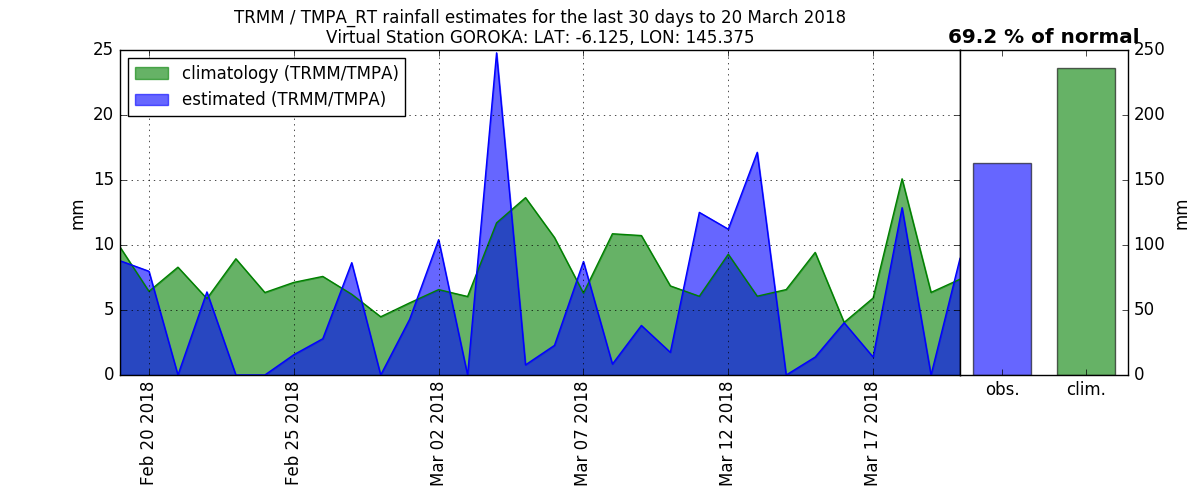 TRMM / TMPA_RT rainfall estimates for the last 30 days to 20 March 2018
Virtual Station GOROKA: LAT: -6.125, LON: 145.375
69.2 % of normal
climatology (TRMM/TMPA)
estimated (TRMM/TMPA)
25
20
15
10
5
0
mm
Feb 20 2018
Feb 25 2018
Mar 02 2018
Mar 07 2018
Mar 12 2018
Mar 17 2018
250
200
150
100
50
0
mm
obs.
clim.